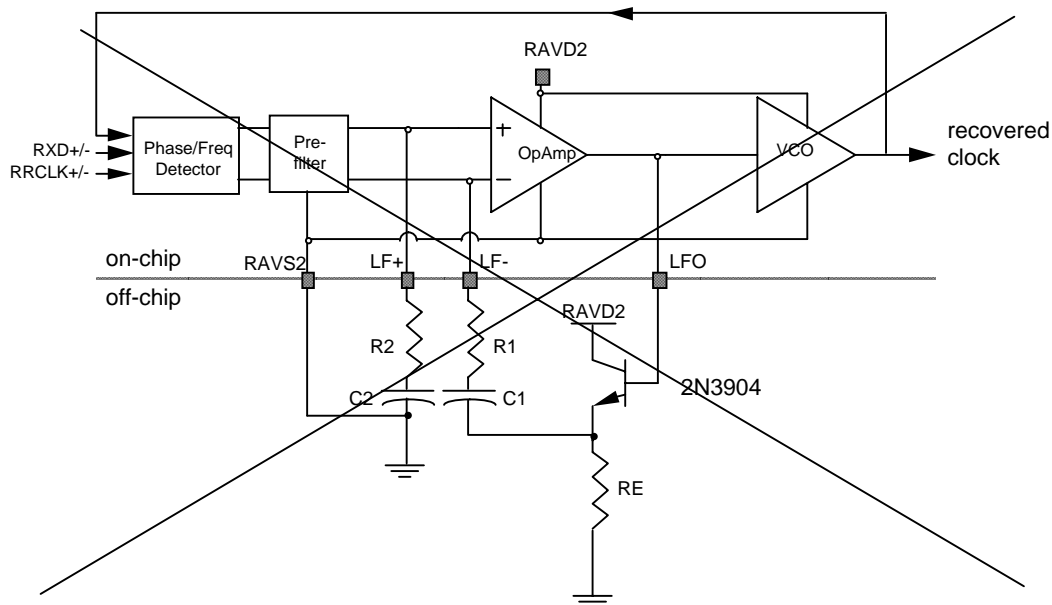 RAVD2
recovered
clock
RXD+/-
RRCLK+/-
Phase/Freq
Detector
Pre-
filter
+
OpAmp
−
VCO
on-chip
RAVS2
LF+
LF-
LFO
off-chip
RAVD2
R2
R1
C2
C1
2N3904
RE